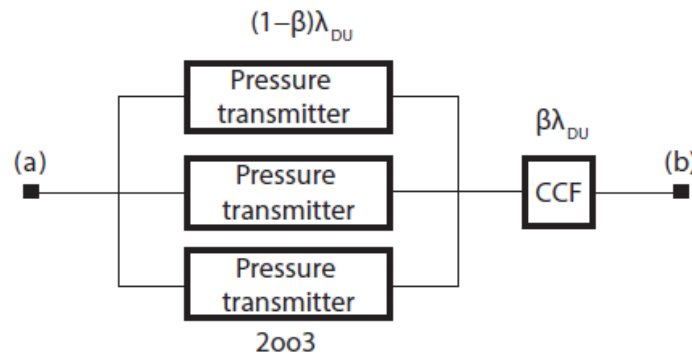 (1−β)λDU
Pressure
transmitter
βλDU
(a)
Pressure
transmitter
CCF
(b)
Pressure
transmitter
2oo3